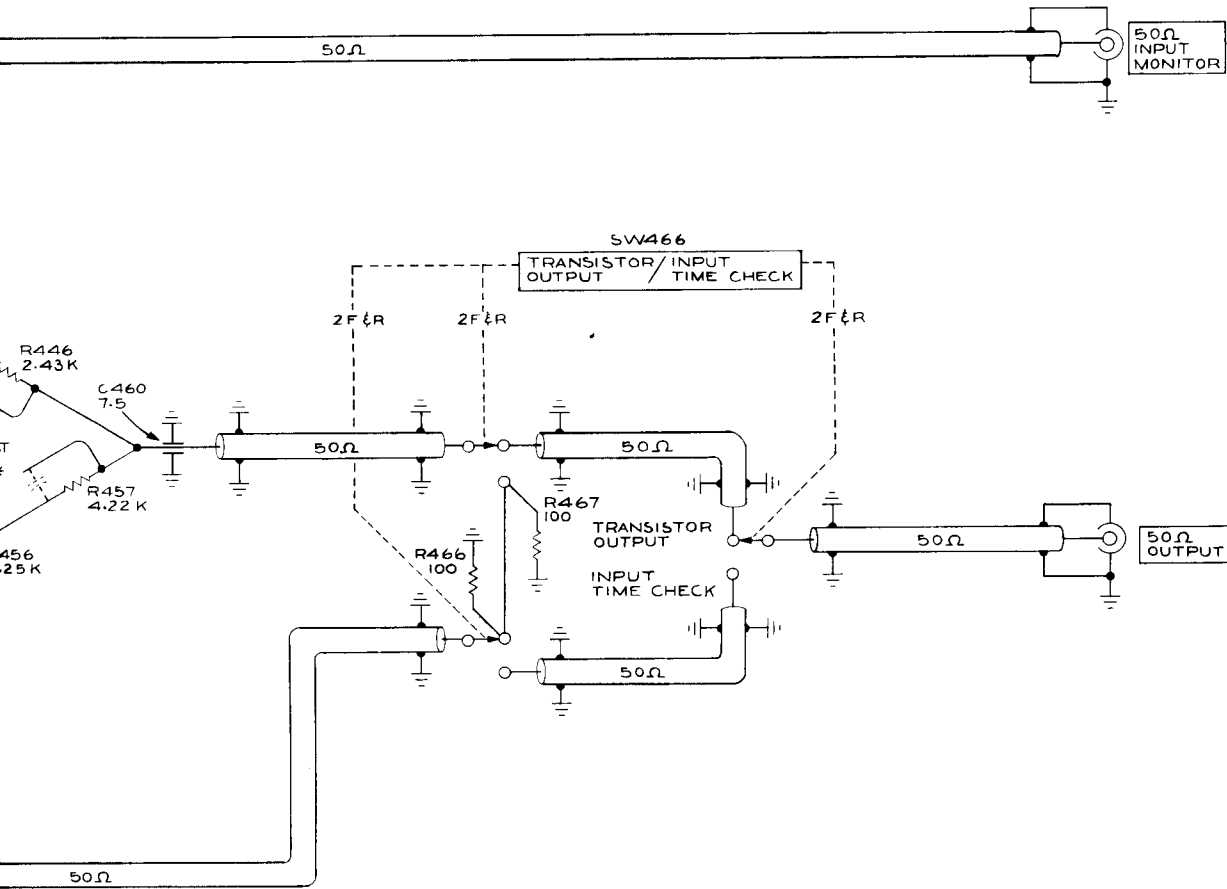 50Ω
50Ω
INPUT
MONITOR
SW466
TRANSISTOR/INPUT
OUTPUT TIME CHECK
2F&R
2F&R
2F&R
R446
2.43K
C460
7.5
50Ω
50Ω
R457
4.22K
R467
100
TRANSISTOR
OUTPUT
50Ω
50Ω
OUTPUT
456
25K
R466
100
INPUT
TIME CHECK
50Ω
50Ω